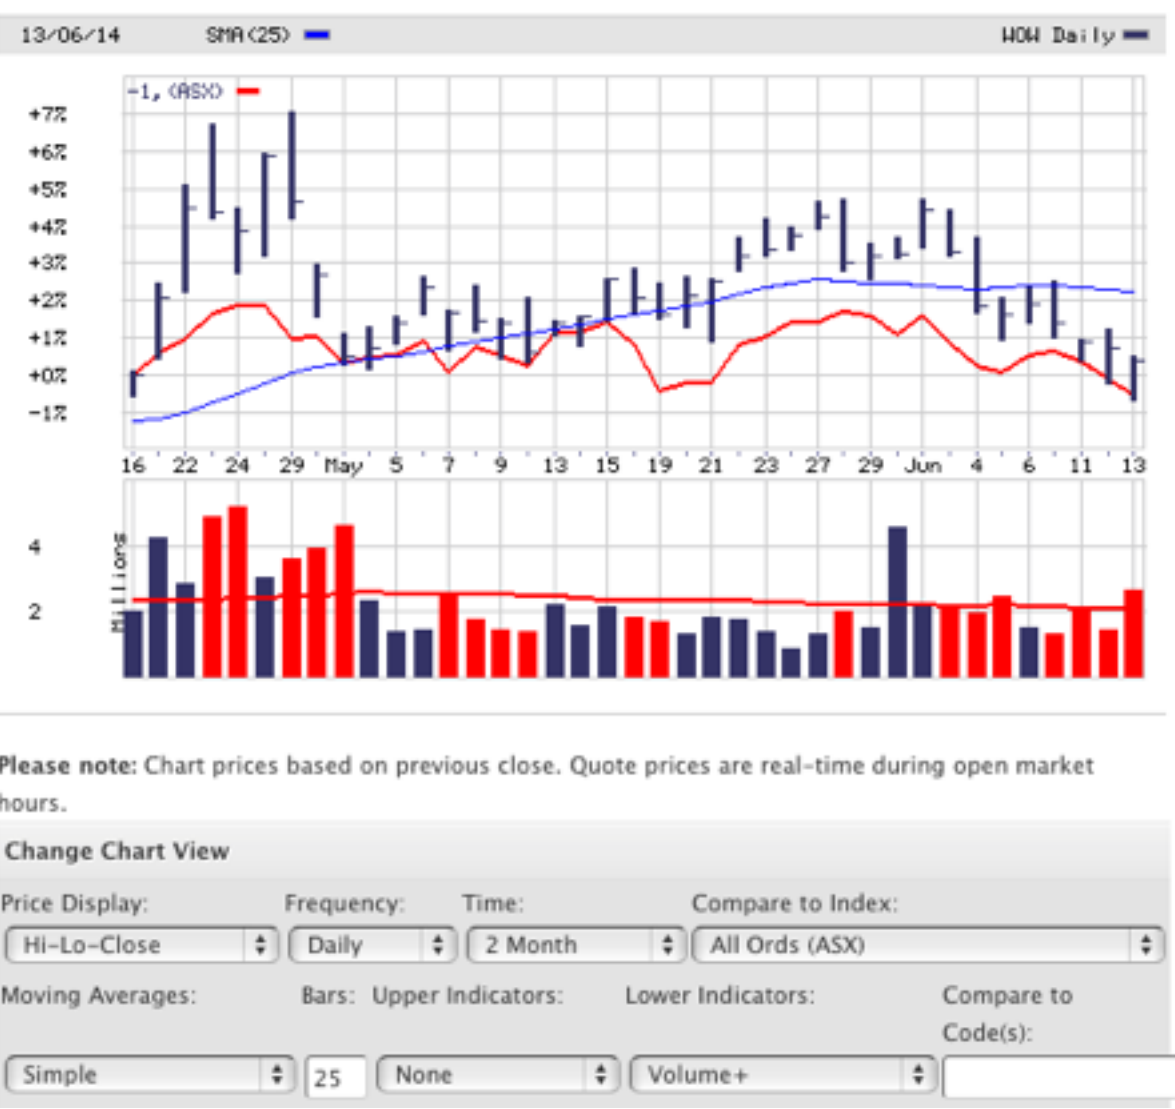 13/06/14 SMA(25) WOW Daily
-1, (ASX)
+7%
+6%
+5%
+4%
+3%
+2%
+1%
+0%
-1%
16 22 24 29 May 5 7 9 13 15 19 21 23 27 29 Jun 4 6 11 13
4
2
Millions
Please note: Chart prices based on previous close. Quote prices are real-time during open market
hours.
Change Chart View
Price Display: Frequency: Time: Compare to Index:
Hi-Lo-Close Daily 2 Month All Ords (ASX)
Moving Averages: Bars: Upper Indicators: Lower Indicators: Compare to
Code(s):
Simple 25 None Volume+